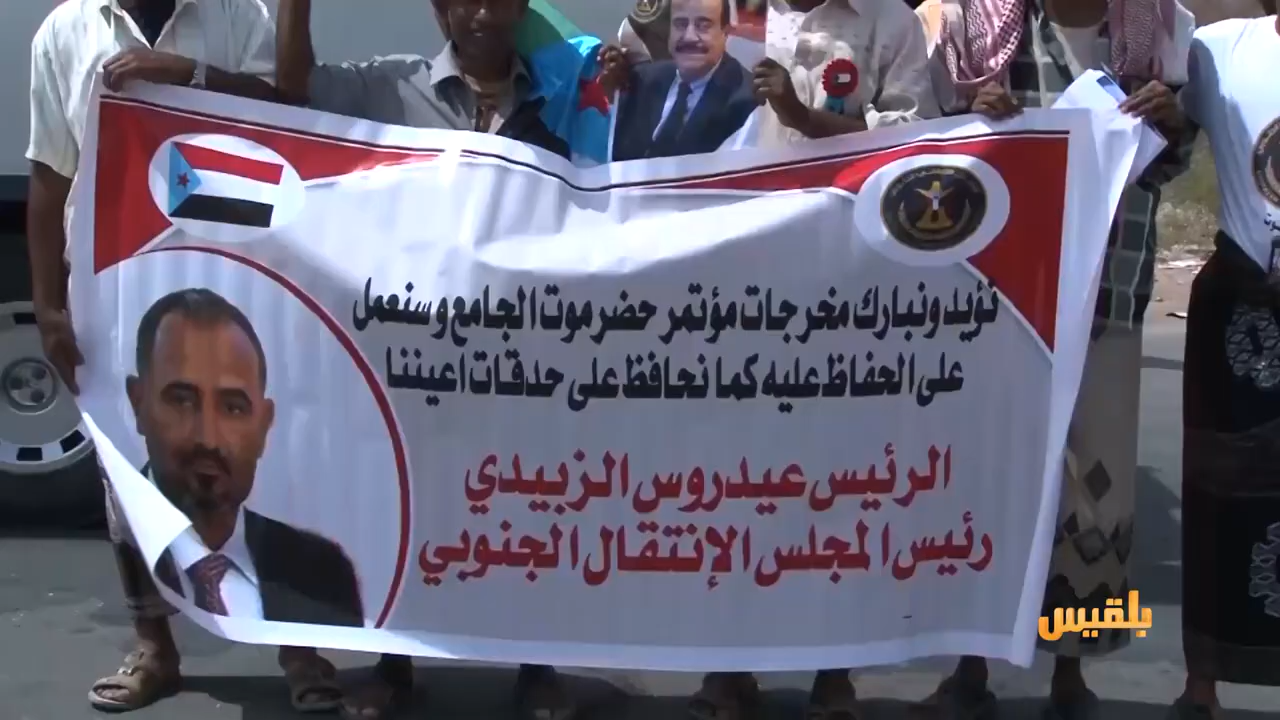 نؤيد ونبارك مخرجات مؤتمر حضرموت الجامع وسنعمل
على الحفاظ عليه كما نحافظ على حدقات اعيننا
الرئيس عيدروس الزبيدي
رئيس المجلس الإنتقال الجنوبي
بلقيس